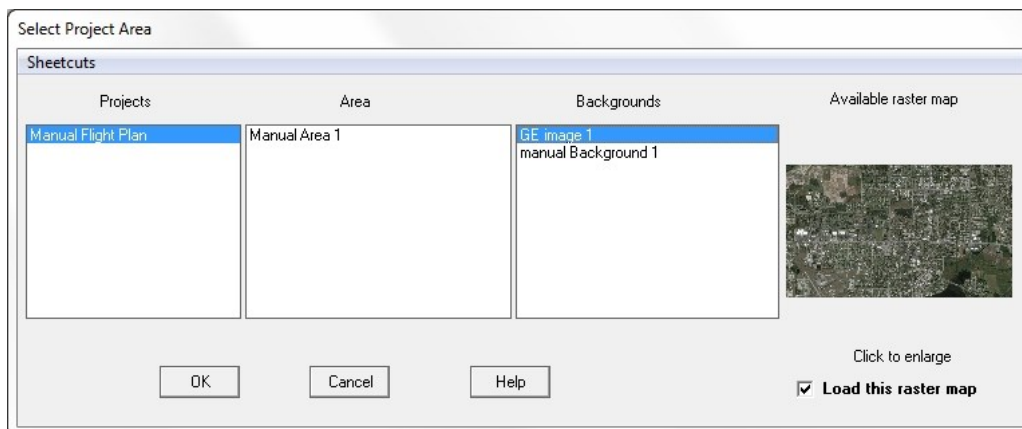 Select Project Area
Sheetcuts
Projects
Area
Backgrounds
Available raster map
Manual Flight Plan
Manual Area 1
GE image 1
manual Background 1
Click to enlarge
OK
Cancel
Help
Load this raster map